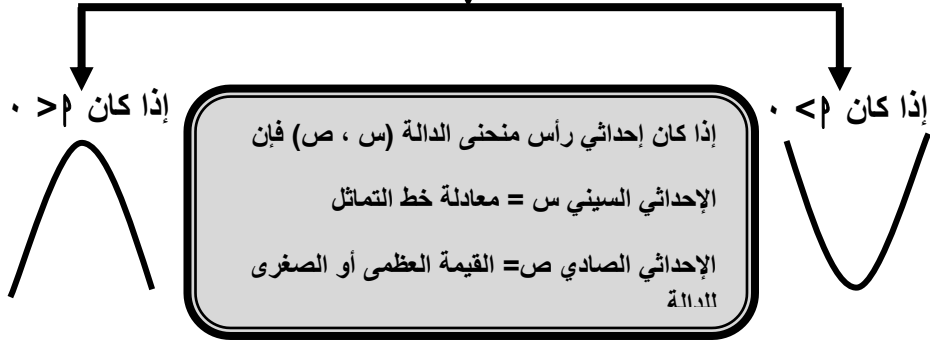 إذا كان أ > ٠
إذا كان أ < ٠
إذا كان إحداثي رأس منحنى الدالة (س ، ص) فإن
الإحداثي السيني س = معادلة خط التماثل
الإحداثي الصادي ص= القيمة العظمى أو الصغرى
للدالة